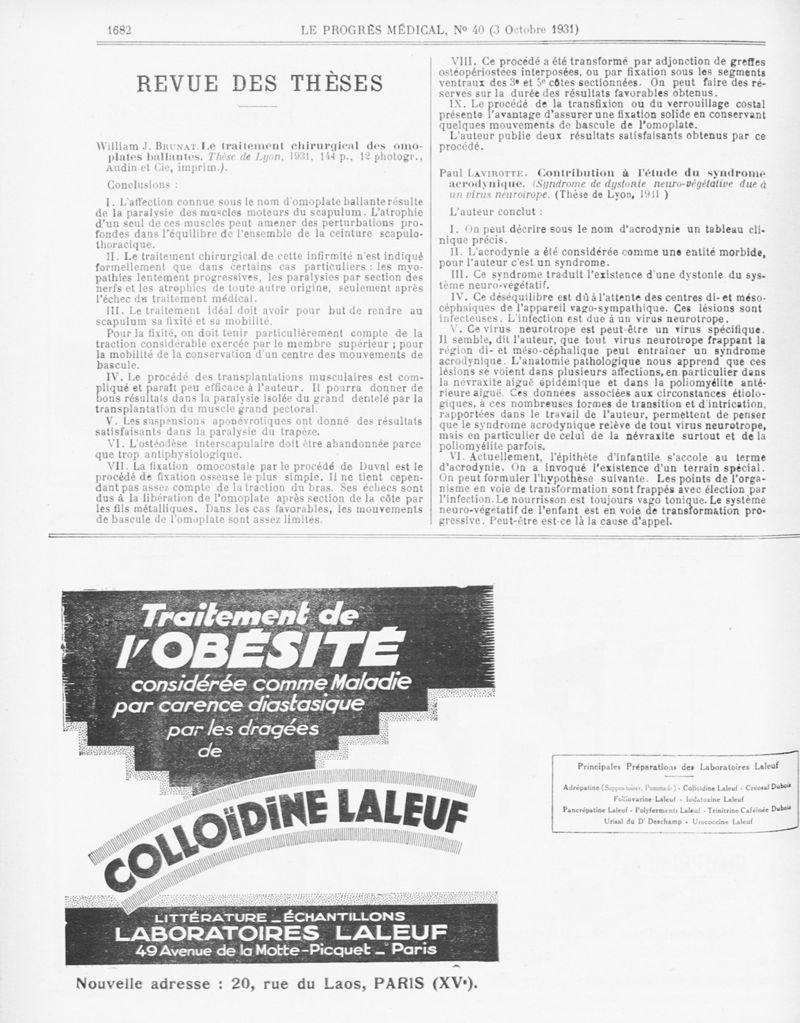 1682
LE PROGRÈS MÉDICAL, No 40 (3 Octobre 1931)
REVUE DES THÈSES
William J. BRUNAT. Le traitement chirurgical des omo-
plates ballantes. Thèse de Lyon, 1931, 144 p., 12 photogr.,
Audin et Cie, imprim.).
Conclusions :
I. L'affection connue sous le nom d'omoplate ballante résulte
de la paralysie des muscles moteurs du scapulum. L'atrophie
d'un seul de ces muscles peut amener des perturbations pro-
fondes dans l'équilibre de l'ensemble de la ceinture scapulo-
thoracique.
II. Le traitement chirurgical de cette infirmité n'est indiqué
formellement que dans certains cas particuliers : les myo-
pathies lentement progressives, les paralysies par section des
nerfs et les atrophies de toute autre origine, seulement après
l'échec du traitement médical.
III. Le traitement idéal doit avoir pour but de rendre au
scapulum sa fixité et sa mobilité.
Pour la fixité, on doit tenir particulièrement compte de la
traction considérable exercée par le membre supérieur ; pour
la mobilité de la conservation d'un centre des mouvements de
bascule.
IV. Le procédé des transplantations musculaires est com-
pliqué et paraît peu efficace à l'auteur. Il pourra donner de
bons résultats dans la paralysie isolée du grand dentelé par la
transplantation du muscle grand pectoral.
V. Les suspensions aponévrotiques ont donné des résultats
satisfaisants dans la paralysie du trapèze.
VI. L'ostéodèse interscapulaire doit être abandonnée parce
que trop antiphysiologique.
VII. La fixation omocostale par le procédé de Duval est le
procédé de fixation osseuse le plus simple. Il ne tient cepen-
dant pas assez compte de la traction du bras. Ses échecs sont
dus à la libération de l'omoplate après section de la côte par
les fils métalliques. Dans les cas favorables, les mouvements
de bascule de l'omoplate sont assez limités.
VIII. Ce procédé a été transformé par adjonction de greffes
ostéopériostées interposées, ou par fixation sous les segments
ventraux des 3e et 5e côtes sectionnées. On peut faire des ré-
serves sur la durée des résultats favorables obtenus.
IX. Le procédé de la transfixion ou du verrouillage costal
présente l'avantage d'assurer une fixation solide en conservant
quelques mouvements de bascule de l'omoplate.
L'auteur publie deux résultats satisfaisants obtenus par ce
procédé.
Paul LAVIROTTE. Contribution à l'étude du syndrome
acrodynique. (Syndrome de dystonie neuro-végétative due à
un virus neurotrope. (Thèse de Lyon, 1931 )
L'auteur conclut :
I. On peut décrire sous le nom d'acrodynie un tableau cli-
nique précis.
II. L'acrodynie a été considérée comme une entité morbide,
pour l'auteur c'est un syndrome.
III. Ce syndrome traduit l'existence d'une dystonie du sys-
tème neuro-végétatif.
IV. Ce déséquilibre est dû à l'attente des centres di- et méso-
céphaiques de l'appareil vago-sympathique. Ces lésions sont
infectieuses. L'infection est due à un virus neurotrope.
V. Ce virus neurotrope est peut-être un virus spécifique.
Il semble, dit l'auteur, que tout virus neurotrope frappant la
région di- et méso-céphalique peut entraîner un syndrome
acrodynique. L'anatomie pathologique nous apprend que ces
lésions se voient dans plusieurs affections, en particulier dans
la névraxite aiguë épidémique et dans la poliomyélite anté-
rieure aiguë. Ces données associées aux circonstances étiolo-
giques, à ces nombreuses formes de transition et d'intrication,
rapportées dans le travail de l'auteur, permettent de penser
que le syndrome acrodynique relève de tout virus neurotrope,
mais en particulier de celui de la névraxite surtout et de la
poliomyélite parfois.
VI. Actuellement, l'épithète d'infantile s'accole au terme
d'acrodynie. On a invoqué l'existence d'un terrain spécial.
On peut formuler l'hypothèse suivante. Les points de l'orga-
nisme en voie de transformation sont frappés avec élection par
l'infection. Le nourrisson est toujours vago tonique. Le système
neuro-végétatif de l'enfant est en voie de transformation pro-
gressive. Peut-être est-ce là la cause d'appel.
Traitement de
l'OBÉSITÉ
considérée comme Maladie
par carence diastasique
par les dragées
de
COLLOÏDINE LALEUF
LITTÉRATURE _ ÉCHANTILLONS
LABORATOIRES LALEUF
49 Avenue de la Motte-Picquet _ Paris
Nouvelle adresse : 20, rue du Laos, PARIS (XVe).
Principales Préparations des Laboratoires Laleuf
Adrépatine (Suppositoires, Pommade) - Colloïdine Laleuf - Créosal Dubois
Folliovarine Laleuf - Iodatoxine Laleuf
Pancrépatine Laleuf - Polyferments Laleuf - Trinitrine Caféinée Dubois
Urisal du Dr Deschamp - Urococcine Laleuf